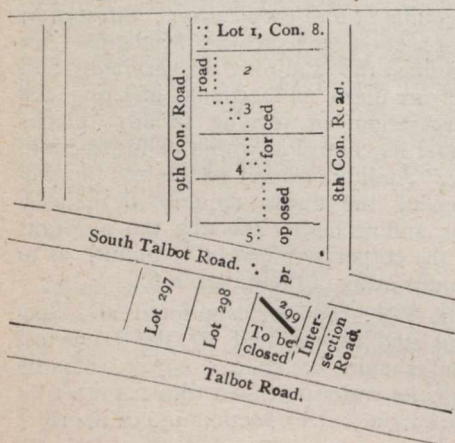 Lot 1, Con. 8.
9th Con. Road.
road
2
3
forced
4
8th Con. Road.
opposed
5
pr
South Talbot Road.
Lot 297
Lot 298
299
To be
closed
Inter-
section
Road.
Talbot Road.